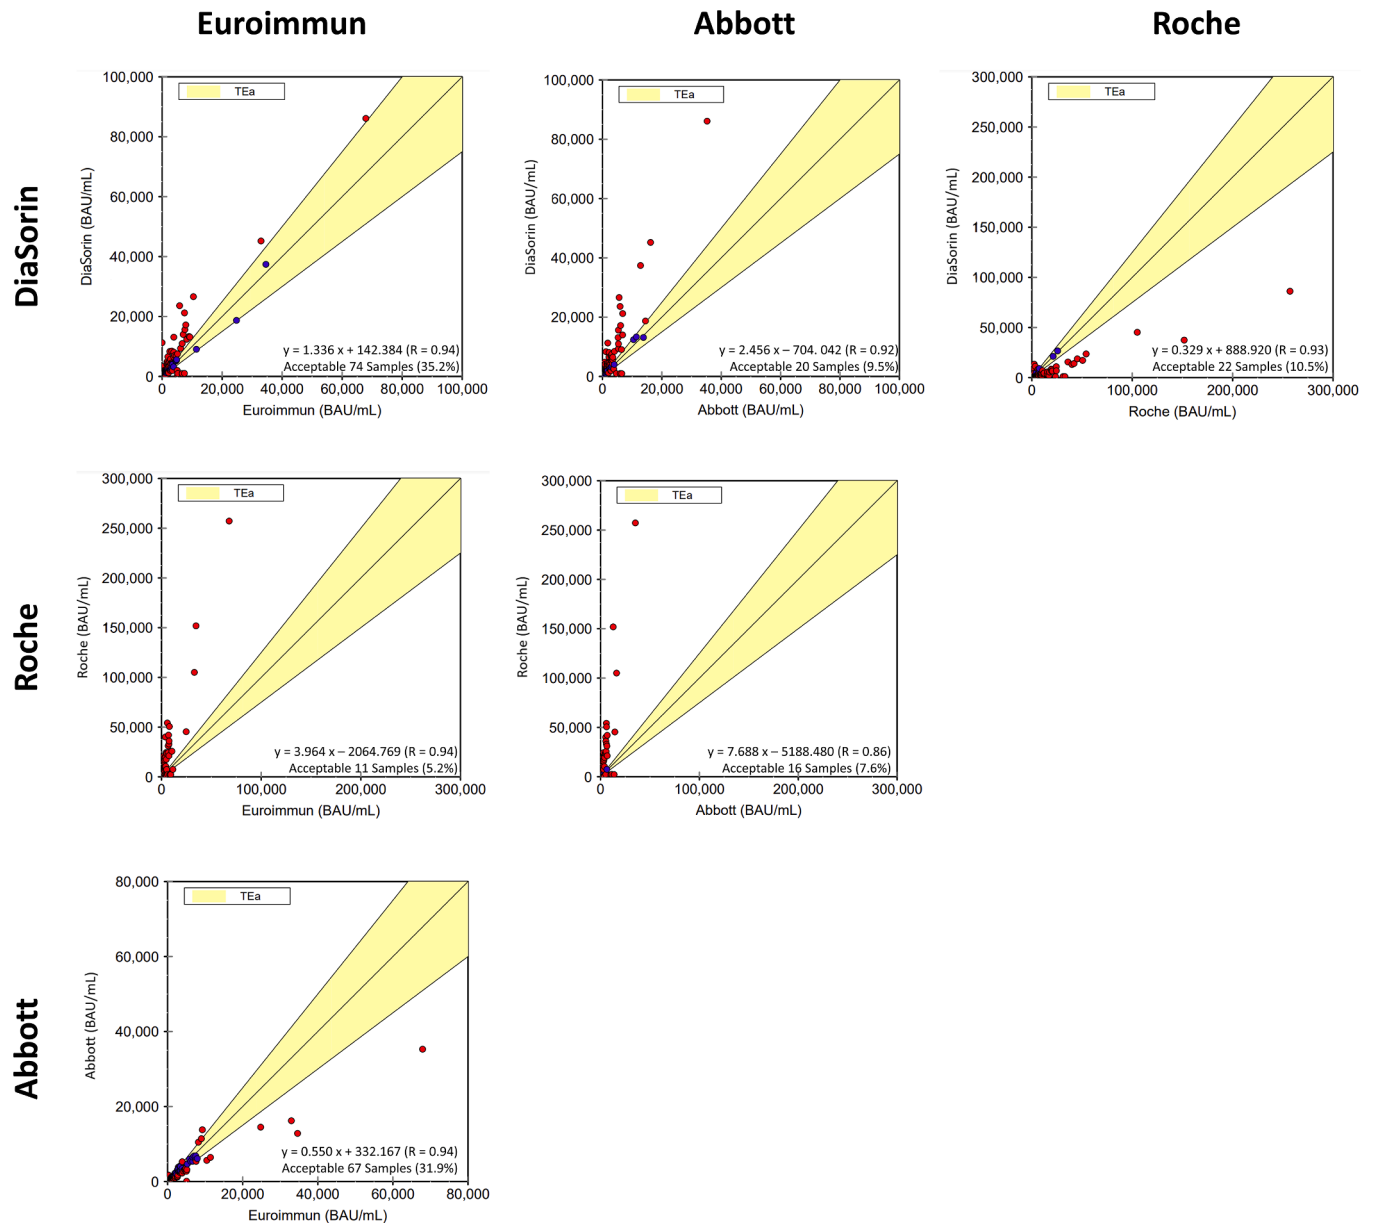 Euroimmun
Abbott
Roche
DiaSorin
100,000
80,000
60,000
40,000
20,000
0
DiaSorin (BAU/mL)
TEa
y = 1.336 x + 142.384 (R = 0.94)
Acceptable 74 Samples (35.2%)
0
20,000
40,000
60,000
80,000
100,000
Euroimmun (BAU/mL)
100,000
80,000
60,000
40,000
20,000
0
DiaSorin (BAU/mL)
TEa
y = 2.456 x – 704. 042 (R = 0.92)
Acceptable 20 Samples (9.5%)
0
20,000
40,000
60,000
80,000
100,000
Abbott (BAU/mL)
300,000
250,000
200,000
150,000
100,000
50,000
0
DiaSorin (BAU/mL)
TEa
y = 0.329 x + 888.920 (R = 0.93)
Acceptable 22 Samples (10.5%)
0
100,000
200,000
300,000
Roche (BAU/mL)
Roche
300,000
250,000
200,000
150,000
100,000
50,000
0
Roche (BAU/mL)
TEa
y = 3.964 x – 2064.769 (R = 0.94)
Acceptable 11 Samples (5.2%)
0
100,000
200,000
300,000
Euroimmun (BAU/mL)
300,000
250,000
200,000
150,000
100,000
50,000
0
Roche (BAU/mL)
TEa
y = 7.688 x – 5188.480 (R = 0.86)
Acceptable 16 Samples (7.6%)
0
100,000
200,000
300,000
Abbott (BAU/mL)
Abbott
80,000
60,000
40,000
20,000
0
Abbott (BAU/mL)
TEa
y = 0.550 x + 332.167 (R = 0.94)
Acceptable 67 Samples (31.9%)
0
20,000
40,000
60,000
80,000
Euroimmun (BAU/mL)